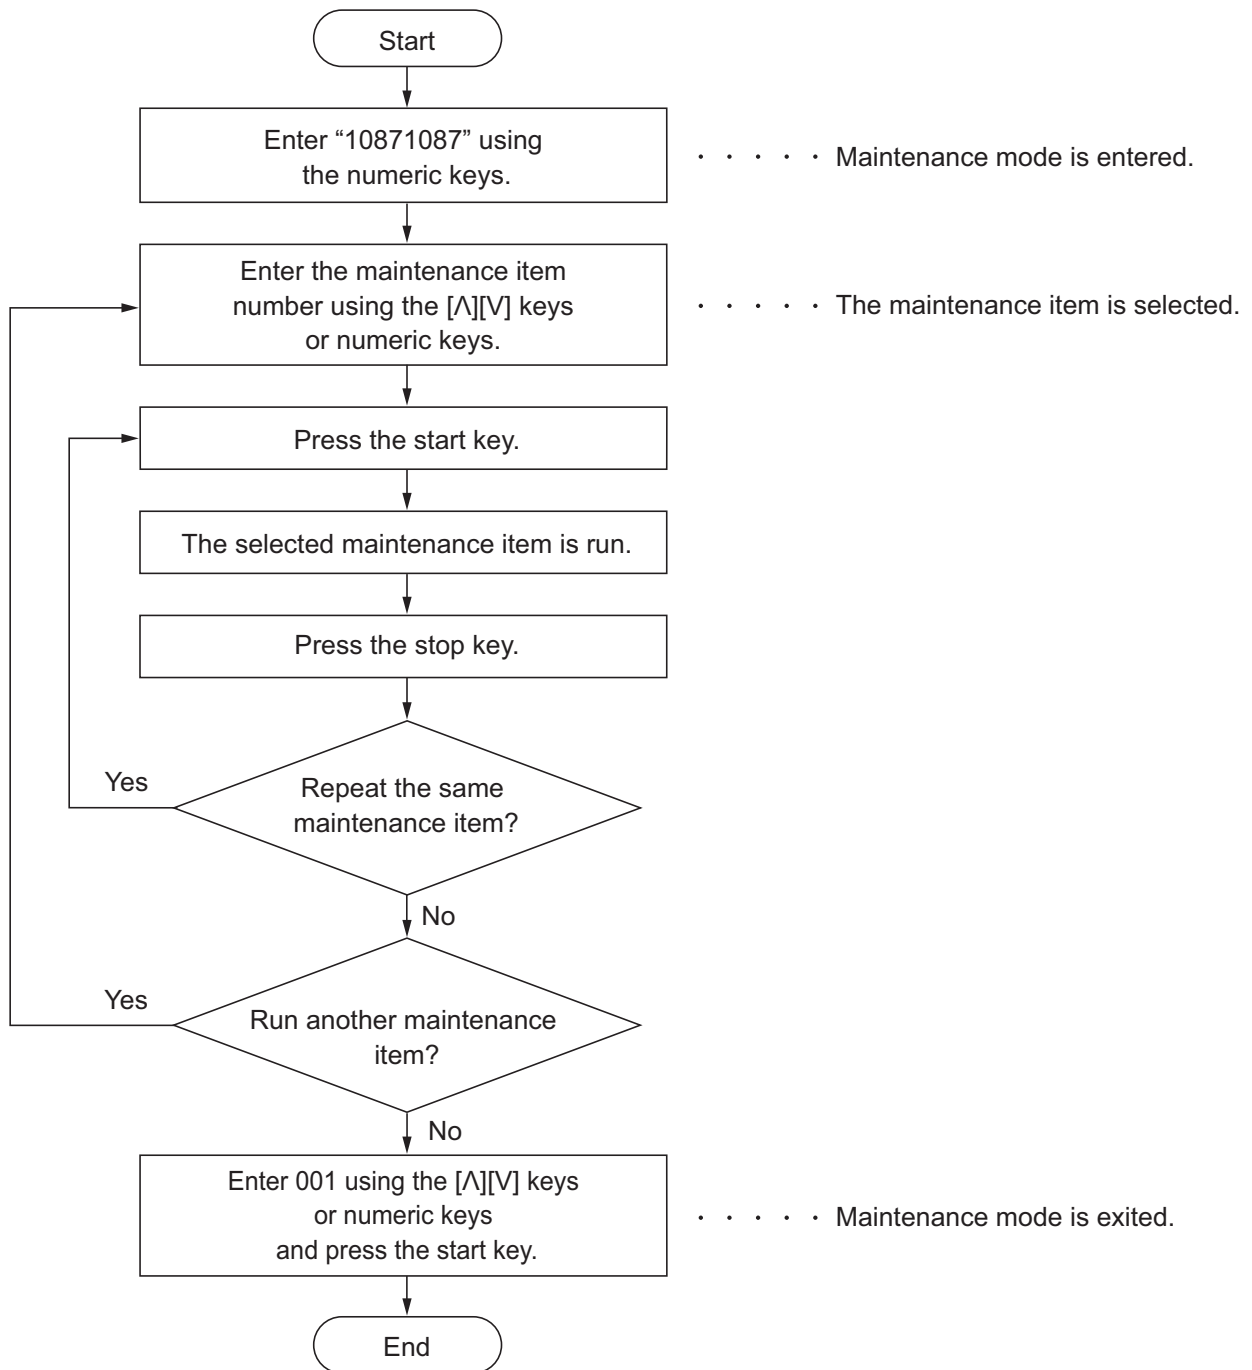 Start
Enter “10871087” using
the numeric keys.
· · · · · Maintenance mode is entered.
Enter the maintenance item
number using the [Λ][V] keys
or numeric keys.
· · · · · The maintenance item is selected.
Press the start key.
The selected maintenance item is run.
Press the stop key.
Yes
Repeat the same
maintenance item?
No
Yes
Run another maintenance
item?
No
Enter 001 using the [Λ][V] keys
or numeric keys
and press the start key.
· · · · · Maintenance mode is exited.
End